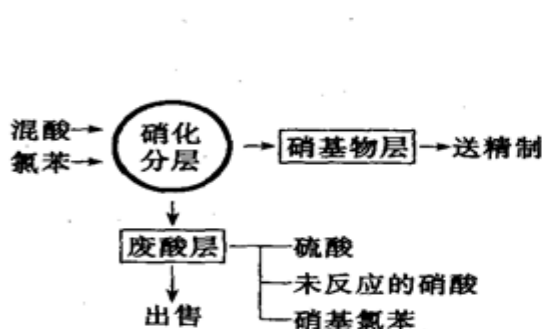 混酸
氯苯
硝化
分层
硝基物层
送精制
废酸层
硫酸
未反应的硝酸
硝基氯苯
出售